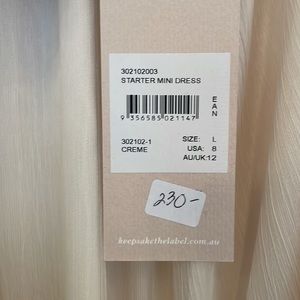 302102003
STARTER MINI DRESS
EAN
9 356585 021147
302102-1
CREME
SIZE: L
USA: 8
AU/UK:12
230-
keepsakethelabel.com.au